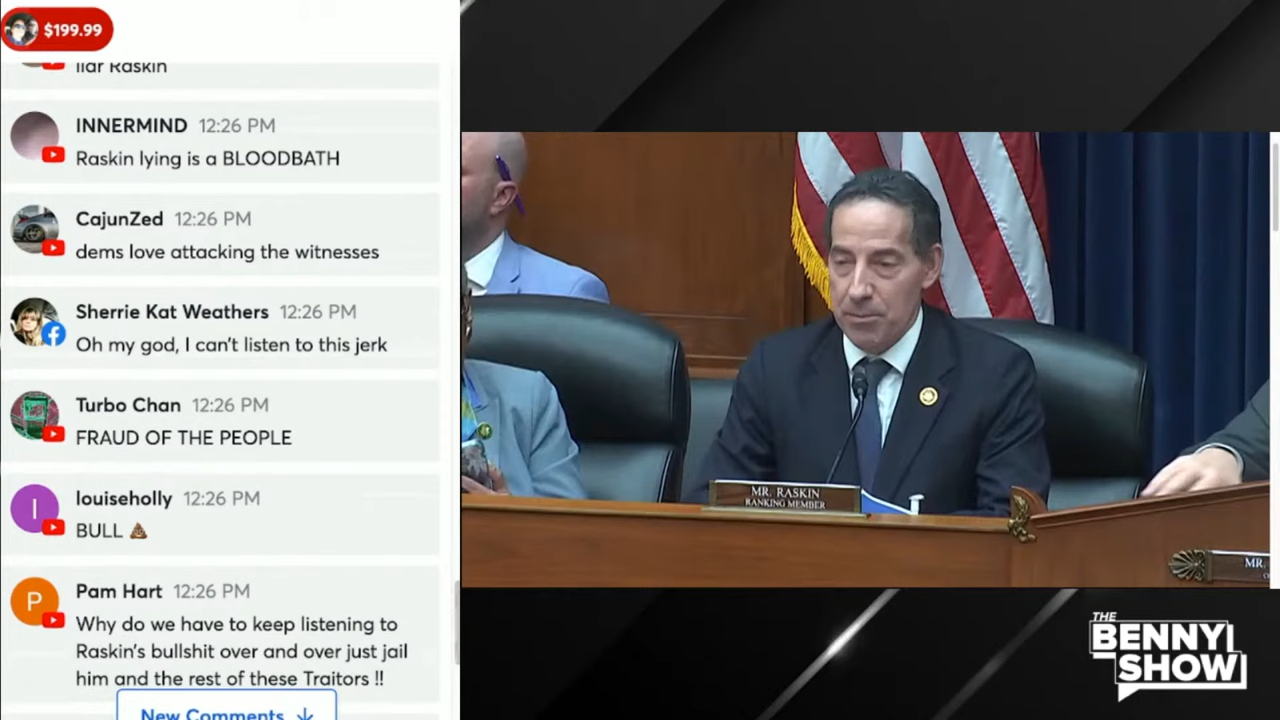 $199.99
ilar Raskin
INNERMIND 12:26 PM
Raskin lying is a BLOODBATH
CajunZed 12:26 PM
dems love attacking the witnesses
Sherrie Kat Weathers 12:26 PM
Oh my god, I can't listen to this jerk
Turbo Chan 12:26 PM
FRAUD OF THE PEOPLE
I
louiseholly 12:26 PM
BULL 💩
P
Pam Hart 12:26 PM
Why do we have to keep listening to
Raskin's bullshit over and over just jail
him and the rest of these Traitors !!
New Comments ↓
MR. RASKIN
RANKING MEMBER
MR.
THE
BENNY
SHOW